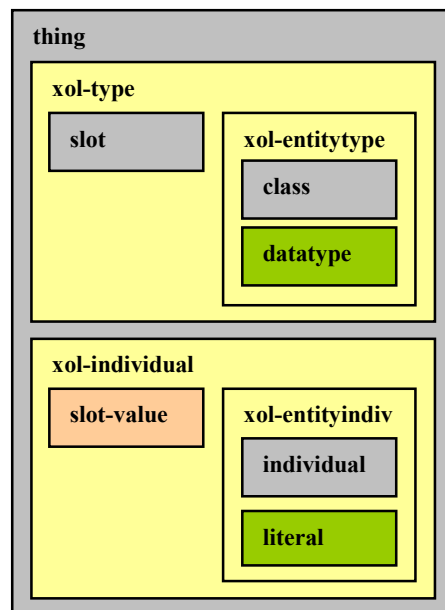 thing
xol-type
slot
xol-entitytype
class
datatype
xol-individual
slot-value
xol-entityindiv
individual
literal